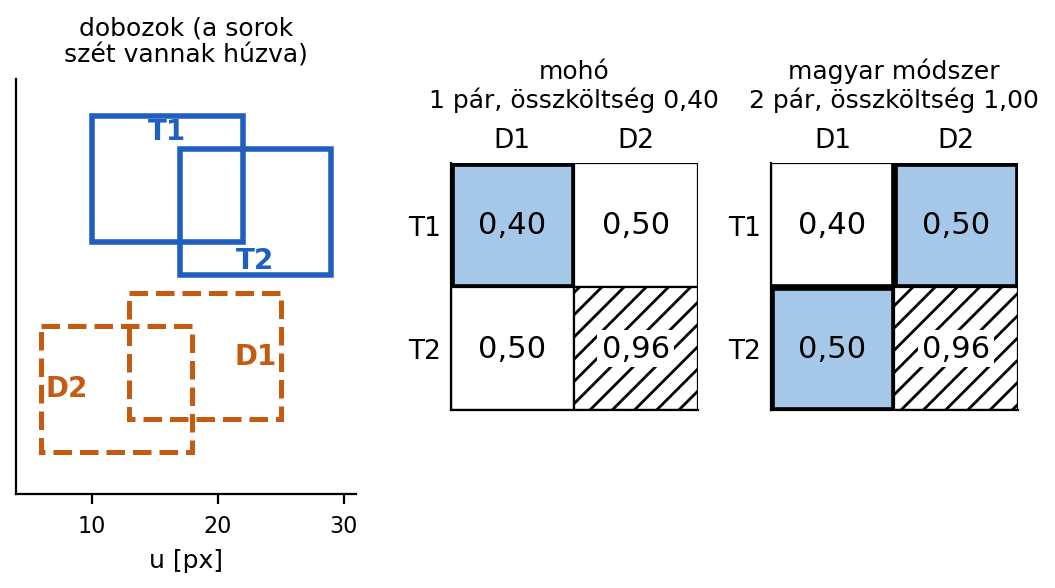 dobozok (a sorok
szét vannak húzva)
T1
T2
D1
D2
10 20 30
u [px]
mohó
1 pár, összköltség 0,40
D1 D2
T1 0,40 0,50
T2 0,50 0,96
magyar módszer
2 pár, összköltség 1,00
D1 D2
T1 0,40 0,50
T2 0,50 0,96